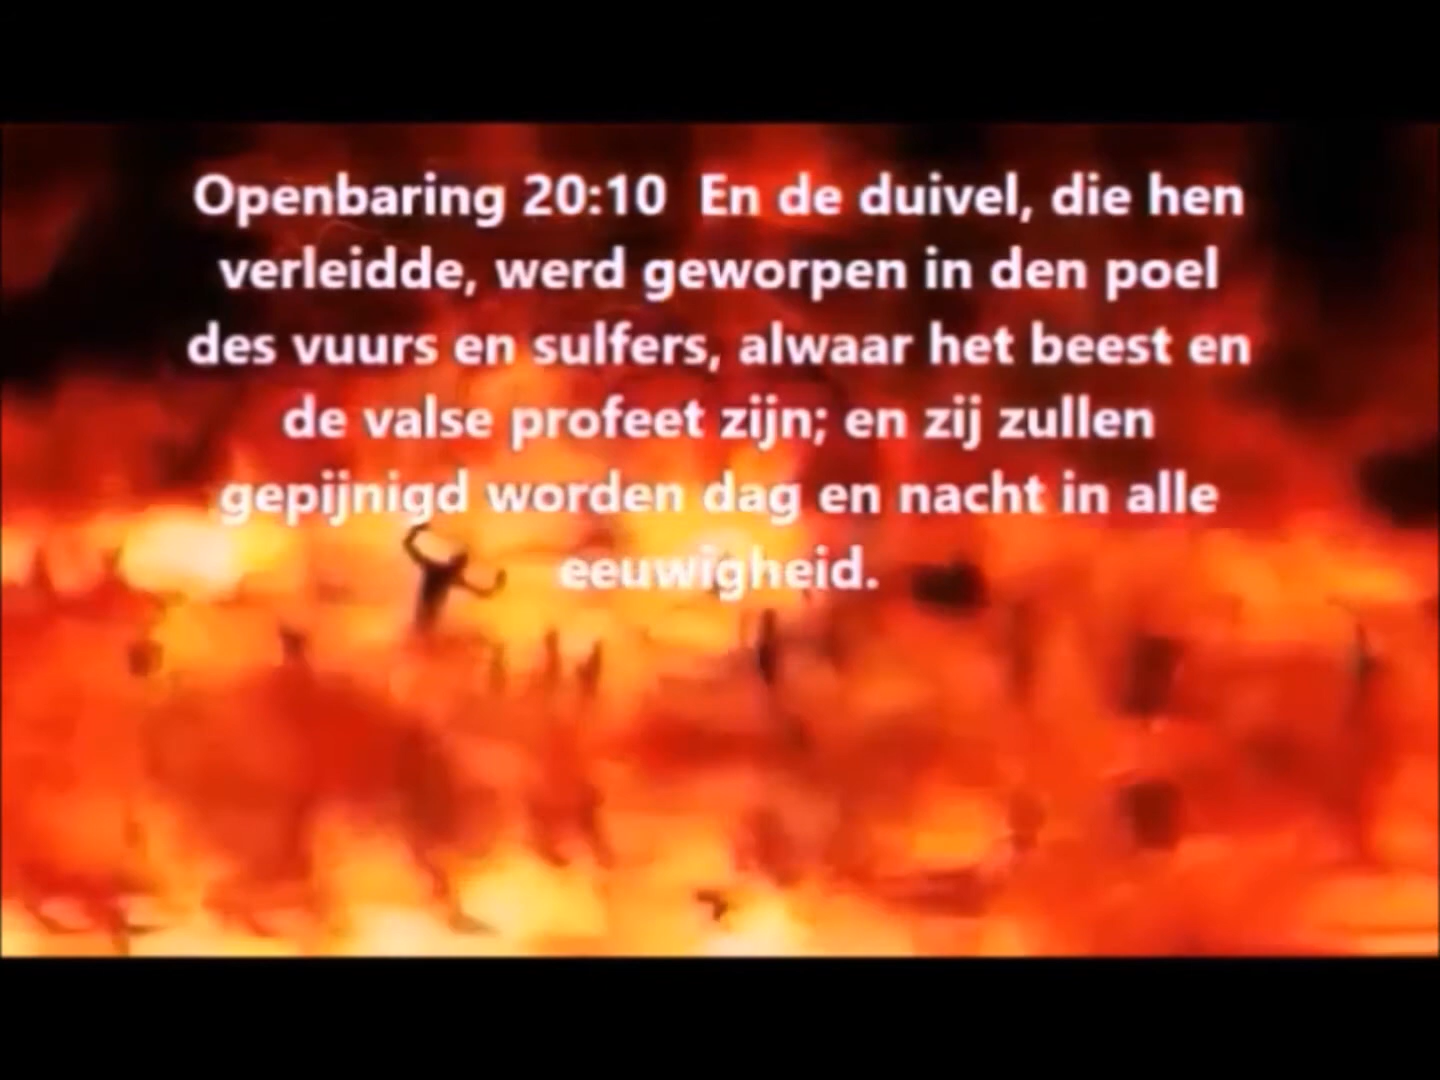 Openbaring 20:10  En de duivel, die hen
verleidde, werd geworpen in den poel
des vuurs en sulfers, alwaar het beest en
de valse profeet zijn; en zij zullen
gepijnigd worden dag en nacht in alle
eeuwigheid.